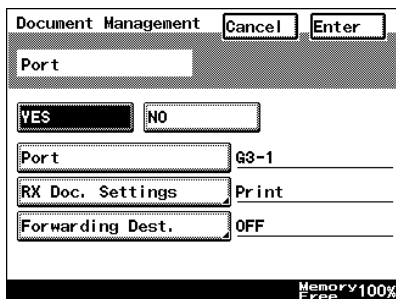 Document Management Cancel Enter
Port
YES NO
Port G3-1
RX Doc. Settings Print
Forwarding Dest. OFF
Memory Free 100%